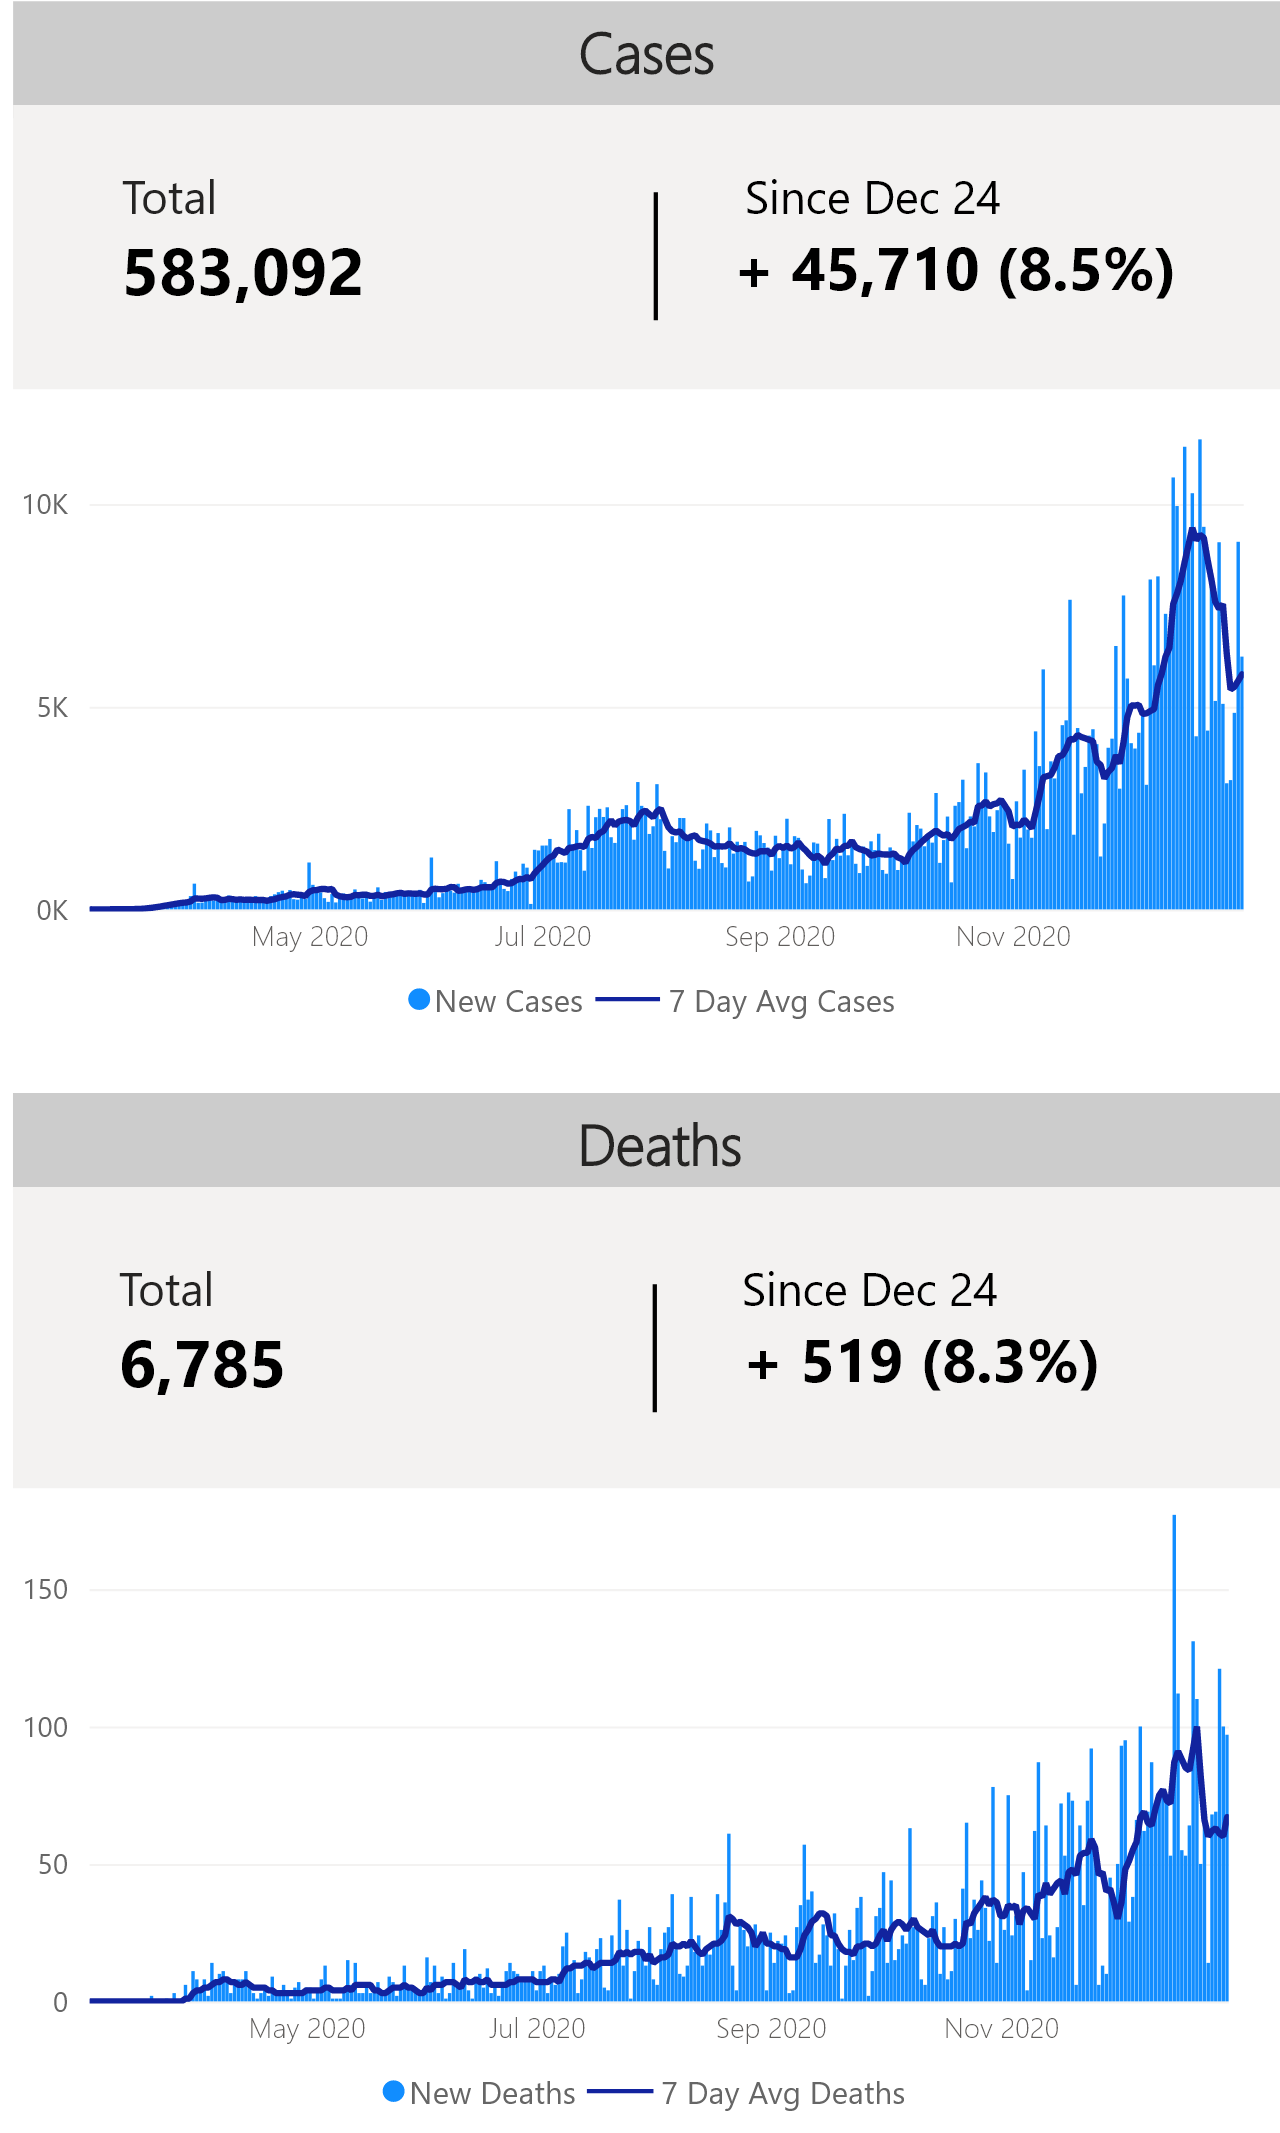 Cases
Total
583,092
Since Dec 24
+ 45,710 (8.5%)
10K
5K
0K
May 2020
Jul 2020
Sep 2020
Nov 2020
New Cases
7 Day Avg Cases
Deaths
Total
6,785
Since Dec 24
+ 519 (8.3%)
150
100
50
0
May 2020
Jul 2020
Sep 2020
Nov 2020
New Deaths
7 Day Avg Deaths